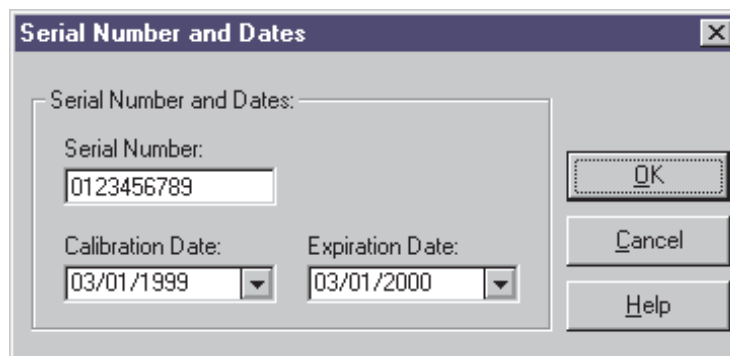 Serial Number and Dates
Serial Number and Dates:
Serial Number:
0123456789
OK
Calibration Date:
Expiration Date:
Cancel
03/01/1999
03/01/2000
Help